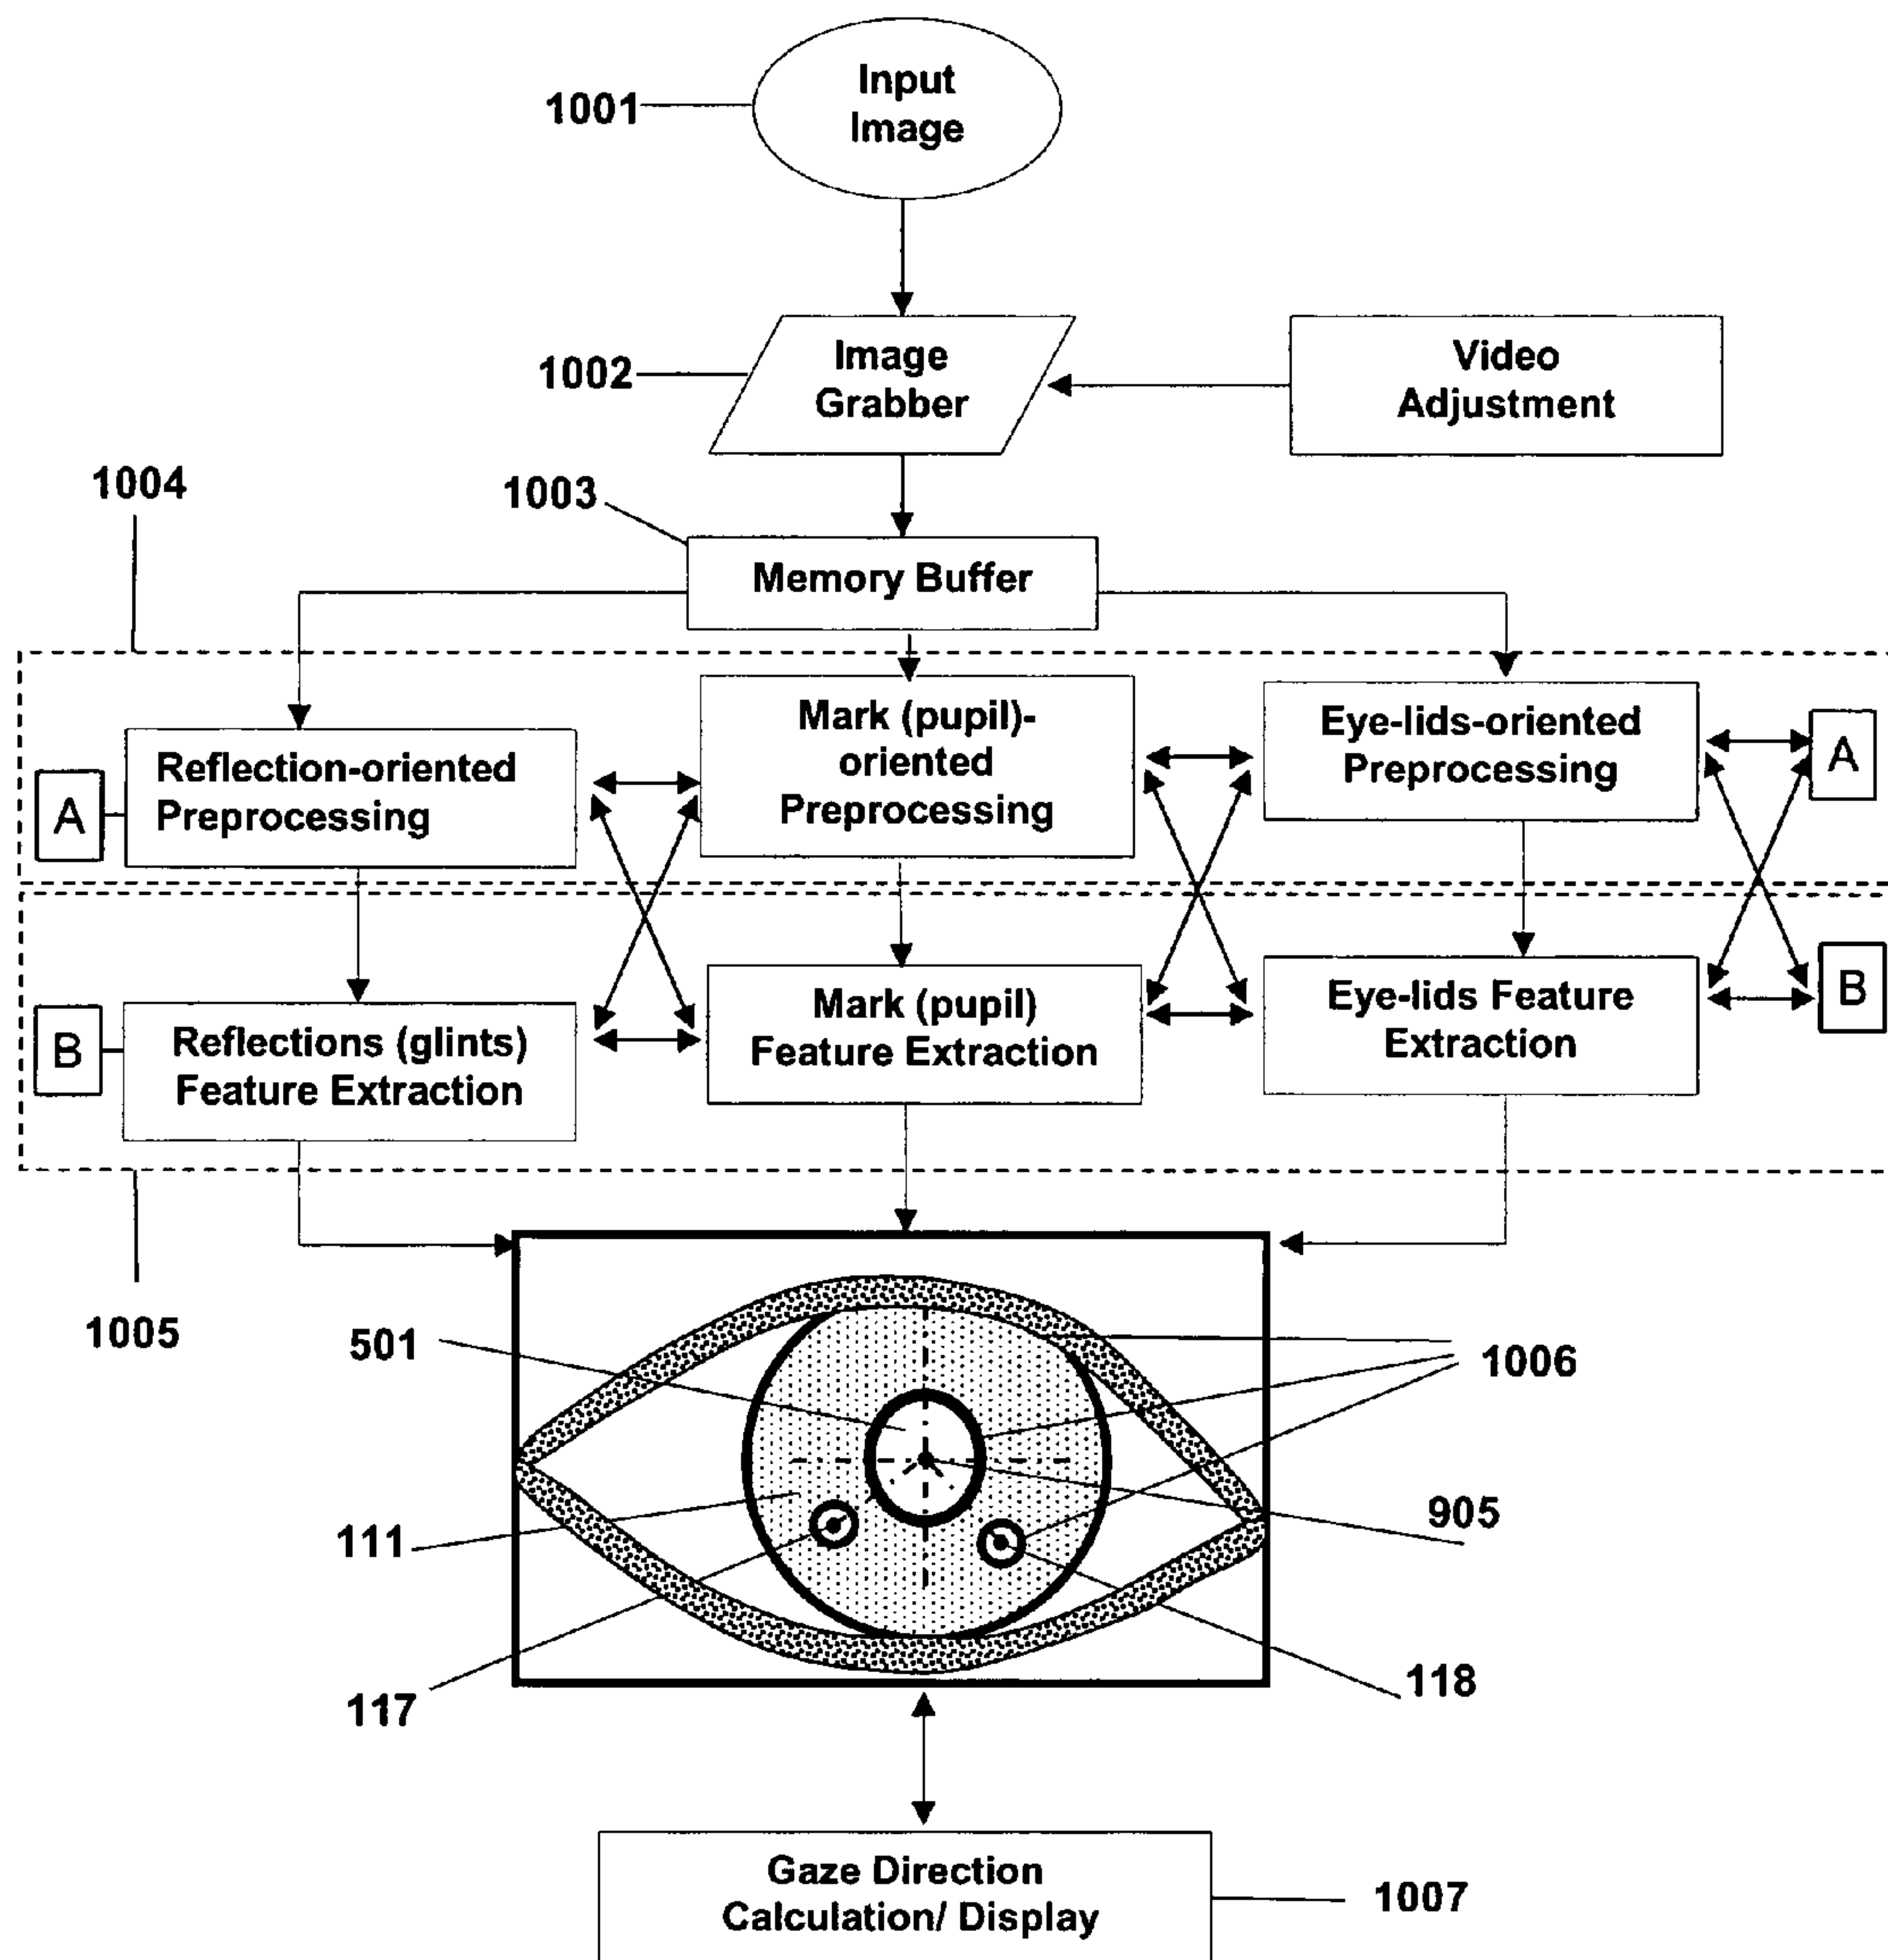 Input
Image
1001
Image
Grabber
1002
Video
Adjustment
1004
1003
Memory Buffer
Reflection-oriented
Preprocessing
Mark (pupil)-
oriented
Preprocessing
Eye-lids-oriented
Preprocessing
A
A
Reflections (glints)
Feature Extraction
Mark (pupil)
Feature Extraction
Eye-lids Feature
Extraction
B
B
1005
501
1006
111
905
117
118
Gaze Direction
Calculation/ Display
1007